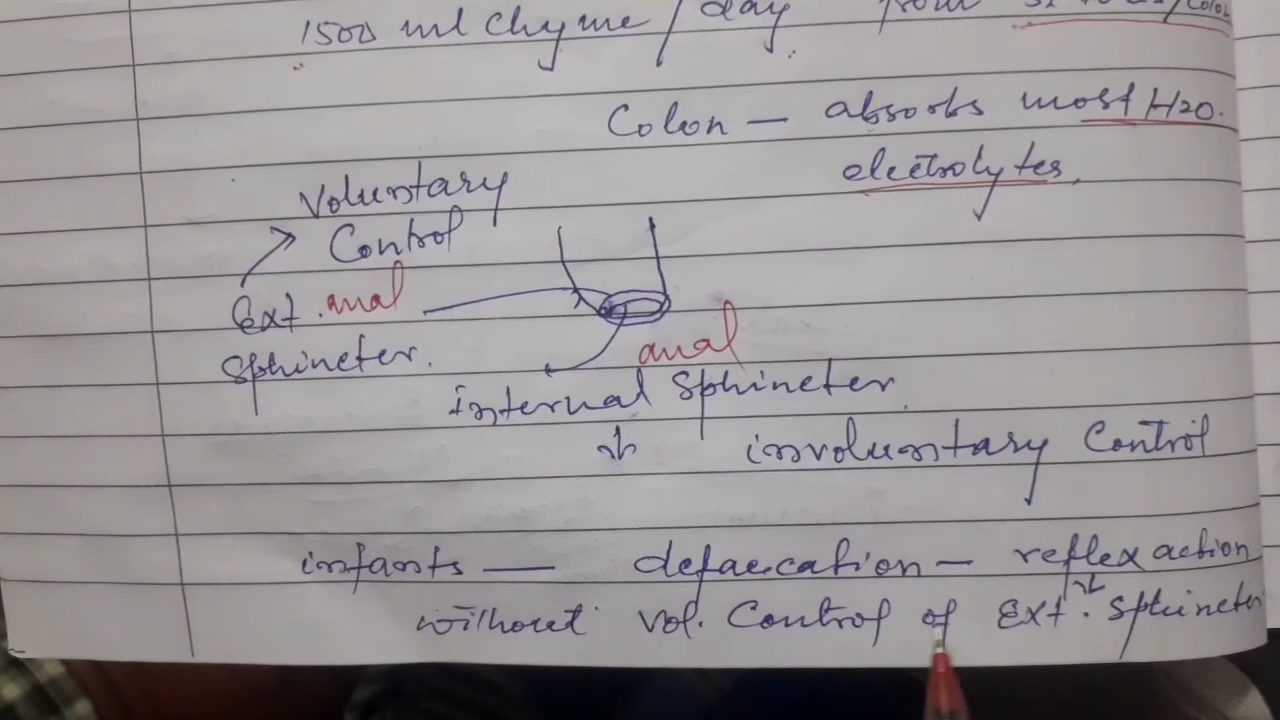 1500 ml chyme/day from
Colon — absorbs most H2O.
electrolytes.
Voluntary
Control
Ext. anal
Sphincter.
anal
internal Sphincter.
involuntary Control
infants — defaecation — reflex action
without vol. Control of Ext. Sphincter